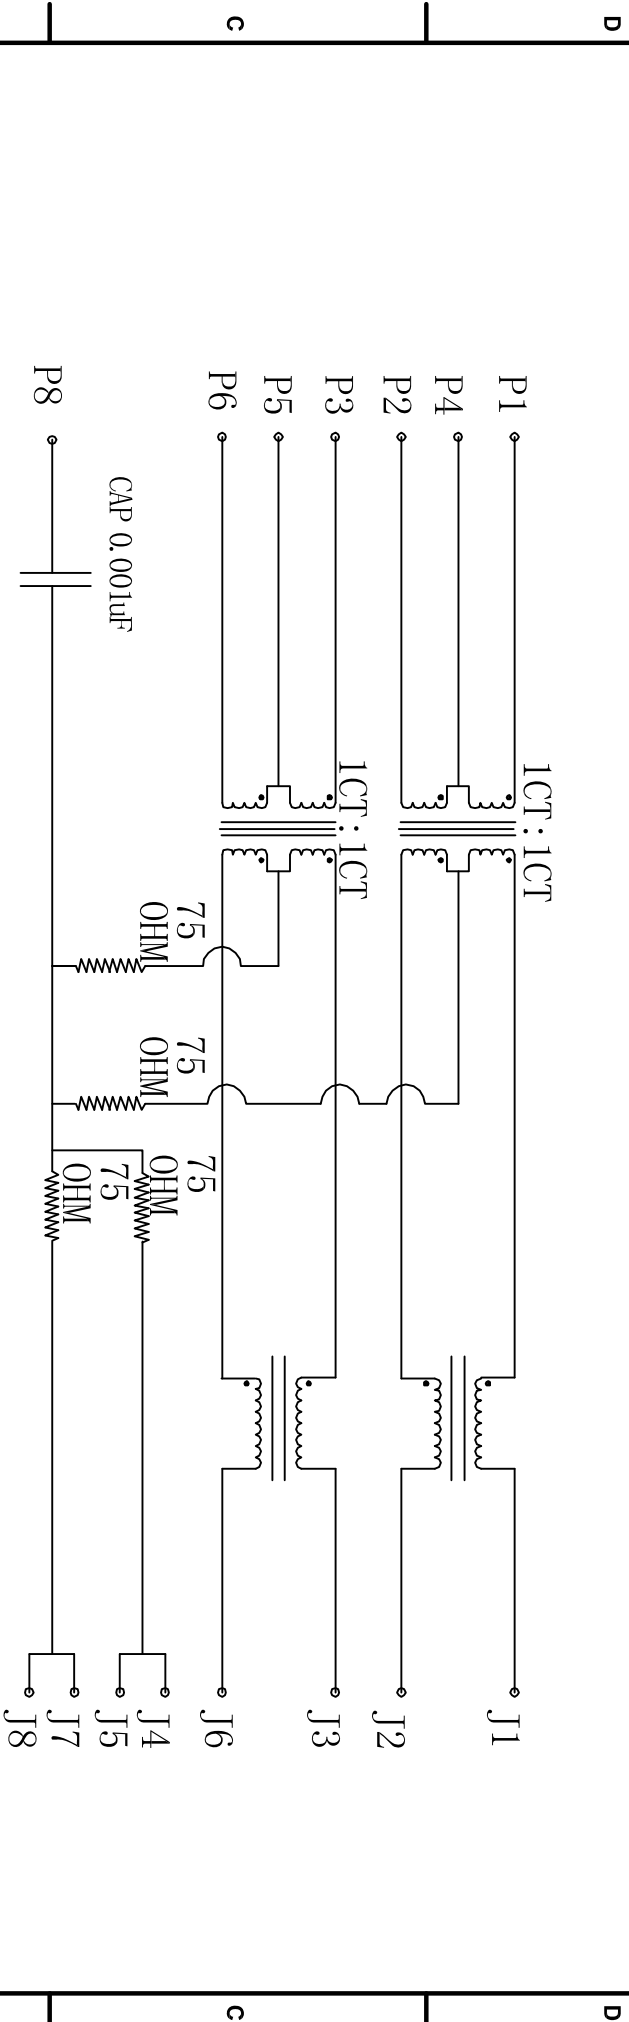 D
C
P1
P4
P2
P3
P5
P6
P8
CAP 0.001uF
1CT:1CT
1CT:1CT
75
OHM
75
OHM
75
OHM
75
OHM
J1
J2
J3
J6
J4
J5
J7
J8
D
C